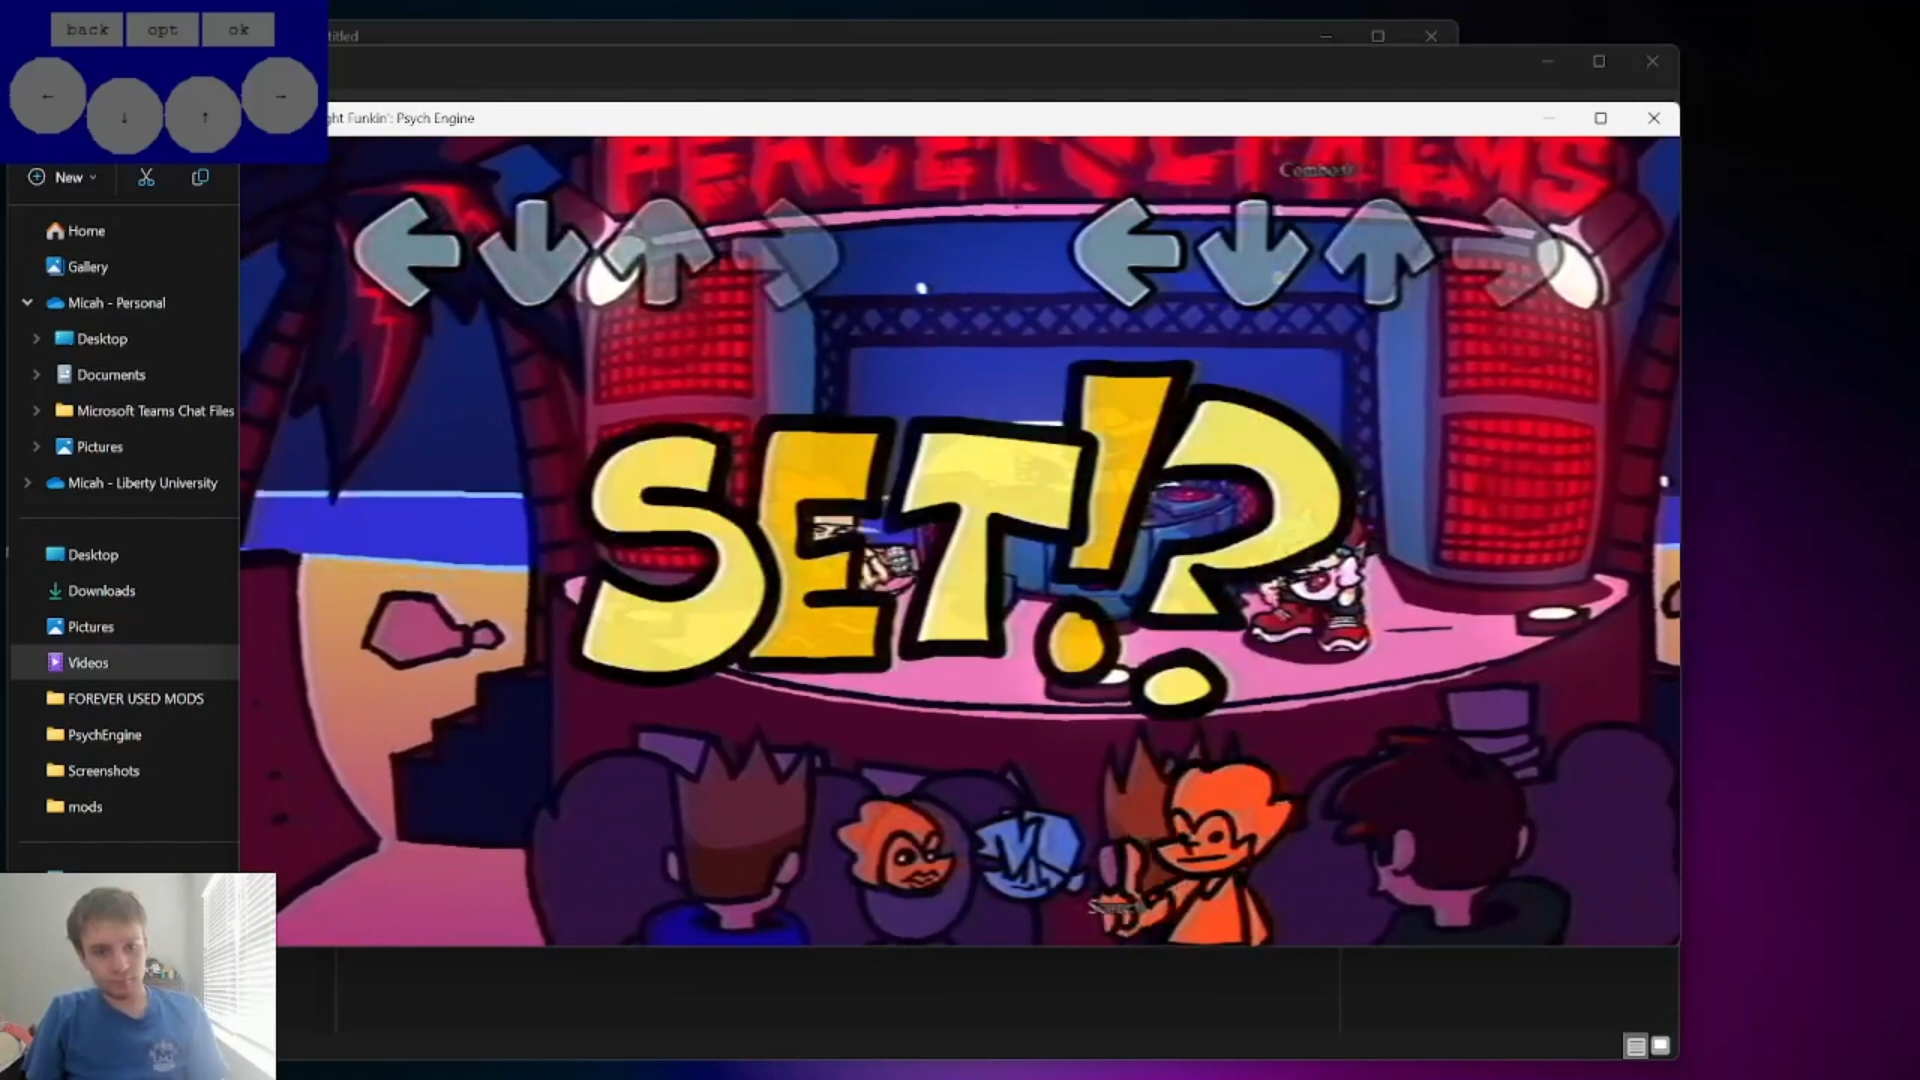 back opt ok
← ↓ ↑ →
titled
ght Funkin': Psych Engine
New
Home
Gallery
Micah - Personal
Desktop
Documents
Microsoft Teams Chat Files
Pictures
Micah - Liberty University
Desktop
Downloads
Pictures
Videos
FOREVER USED MODS
PsychEngine
Screenshots
mods
SET!?